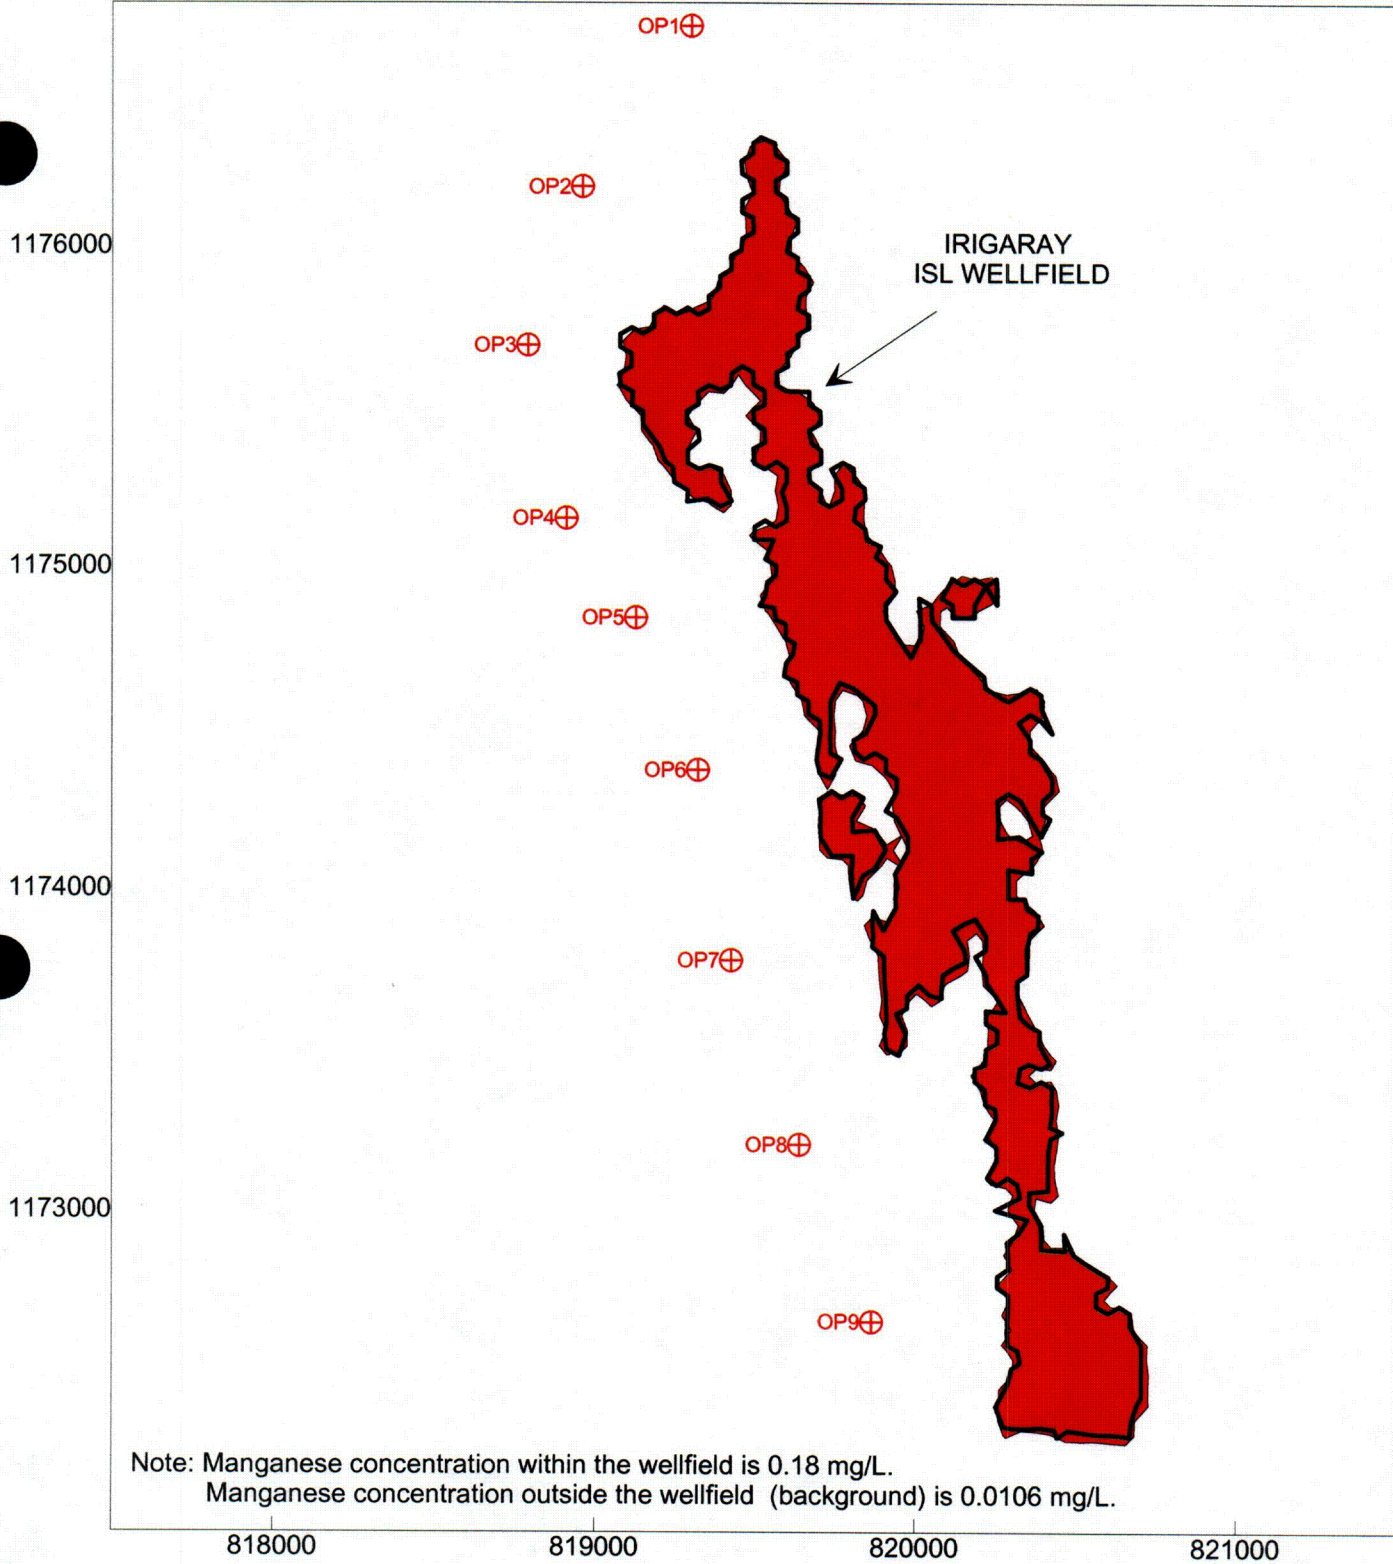 OP1
OP2
1176000
IRIGARAY
ISL WELLFIELD
OP3
OP4
1175000
OP5
OP6
1174000
OP7
OP8
1173000
OP9
Note: Manganese concentration within the wellfield is 0.18 mg/L.
Manganese concentration outside the wellfield (background) is 0.0106 mg/L.
818000 819000 820000 821000